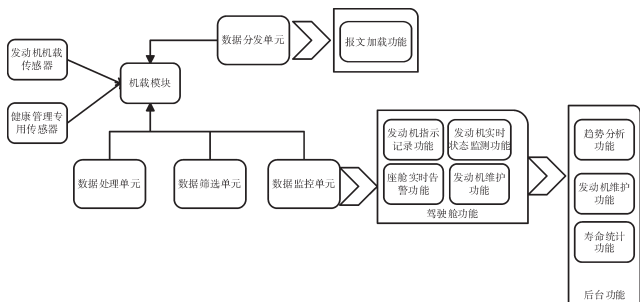 数据分发单元
报文加载功能
发动机机载
传感器
机载模块
健康管理专
用传感器
数据处理单元
数据筛选单元
数据监控单元
发动机指示
记录功能
发动机实时
状态监测功能
座舱实时告
警功能
发动机维护
功能
驾驶舱功能
趋势分析
功能
发动机维护
功能
寿命统计
功能
后台功能